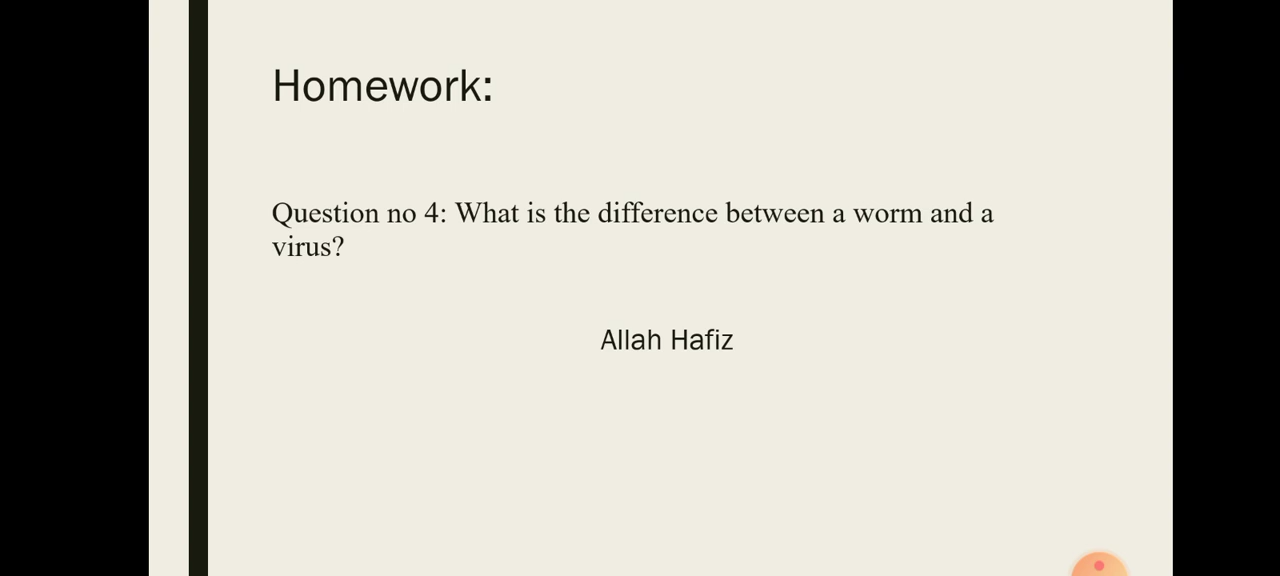 Homework:
Question no 4: What is the difference between a worm and a
virus?
Allah Hafiz